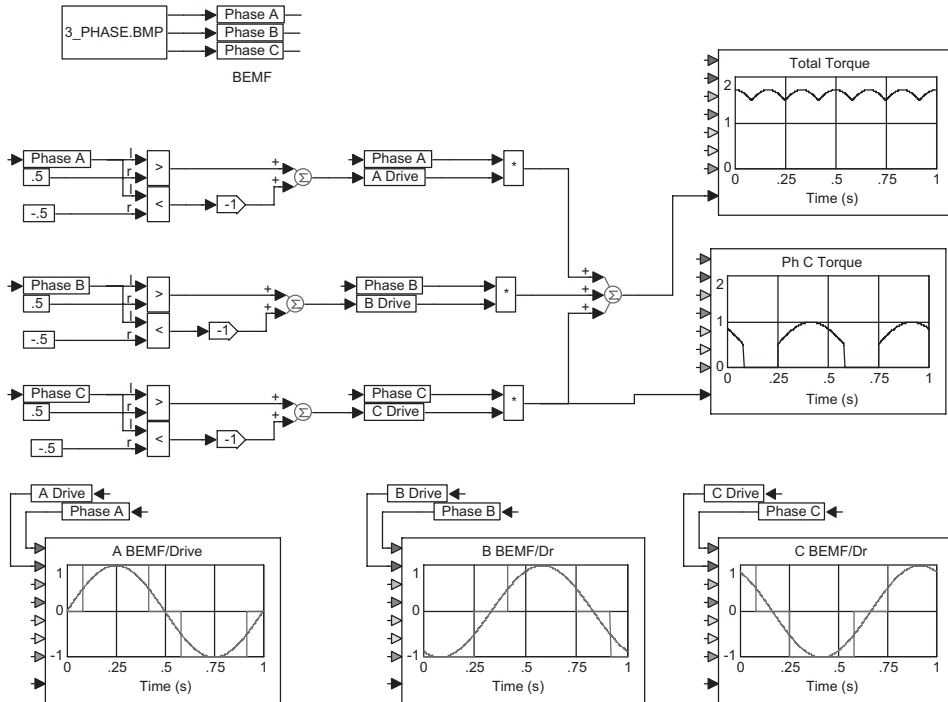 3_PHASE.BMP
Phase A
Phase B
Phase C
BEMF
Total Torque
2
1
0
0 .25 .5 .75 1
Time (s)
Phase A
.5
-.5
l
r
l
r
>
<
-1
+
+
Σ
Phase A
A Drive
*
Phase B
.5
-.5
l
r
l
r
>
<
-1
+
+
Σ
Phase B
B Drive
*
+
+
+
Σ
Ph C Torque
2
1
0
0 .25 .5 .75 1
Time (s)
Phase C
.5
-.5
l
r
l
r
>
<
-1
+
+
Σ
Phase C
C Drive
*
A Drive
Phase A
A BEMF/Drive
1
0
-1
0 .25 .5 .75 1
Time (s)
B Drive
Phase B
B BEMF/Dr
1
0
-1
0 .25 .5 .75 1
Time (s)
C Drive
Phase C
C BEMF/Dr
1
0
-1
0 .25 .5 .75 1
Time (s)